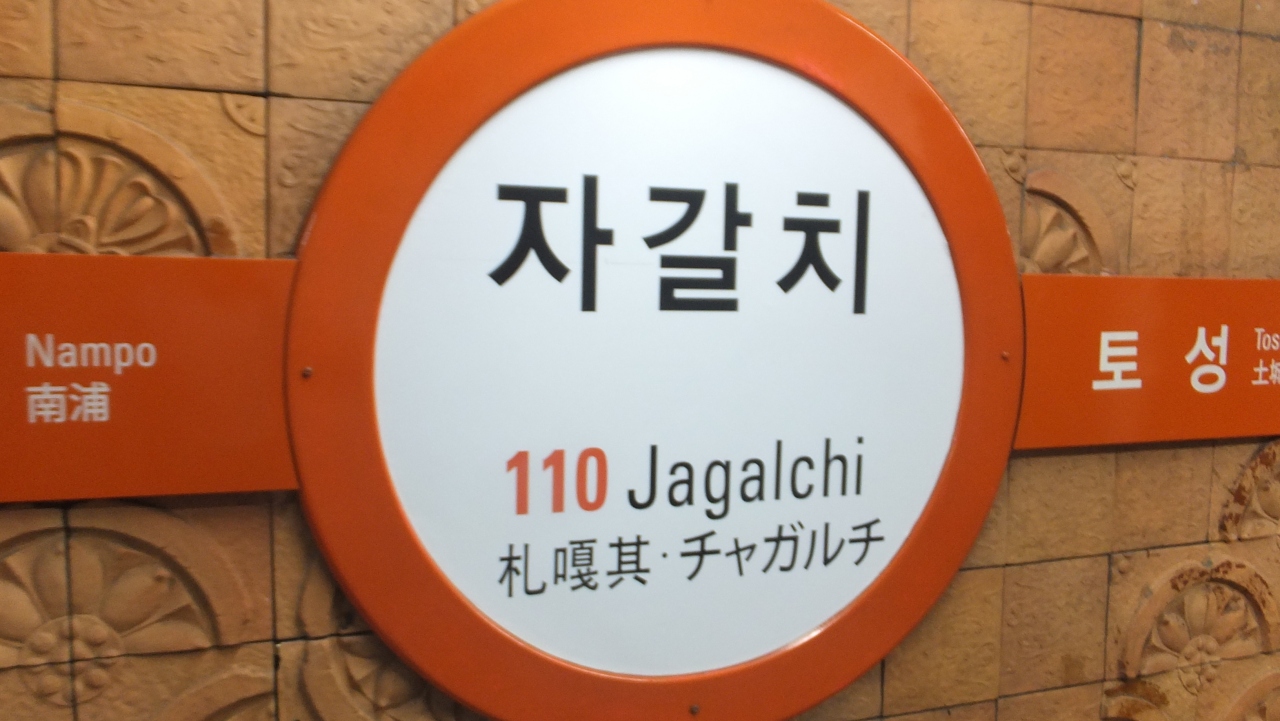 Nampo
南浦
자갈치
110 Jagalchi
札嘎其·チャガルチ
토성